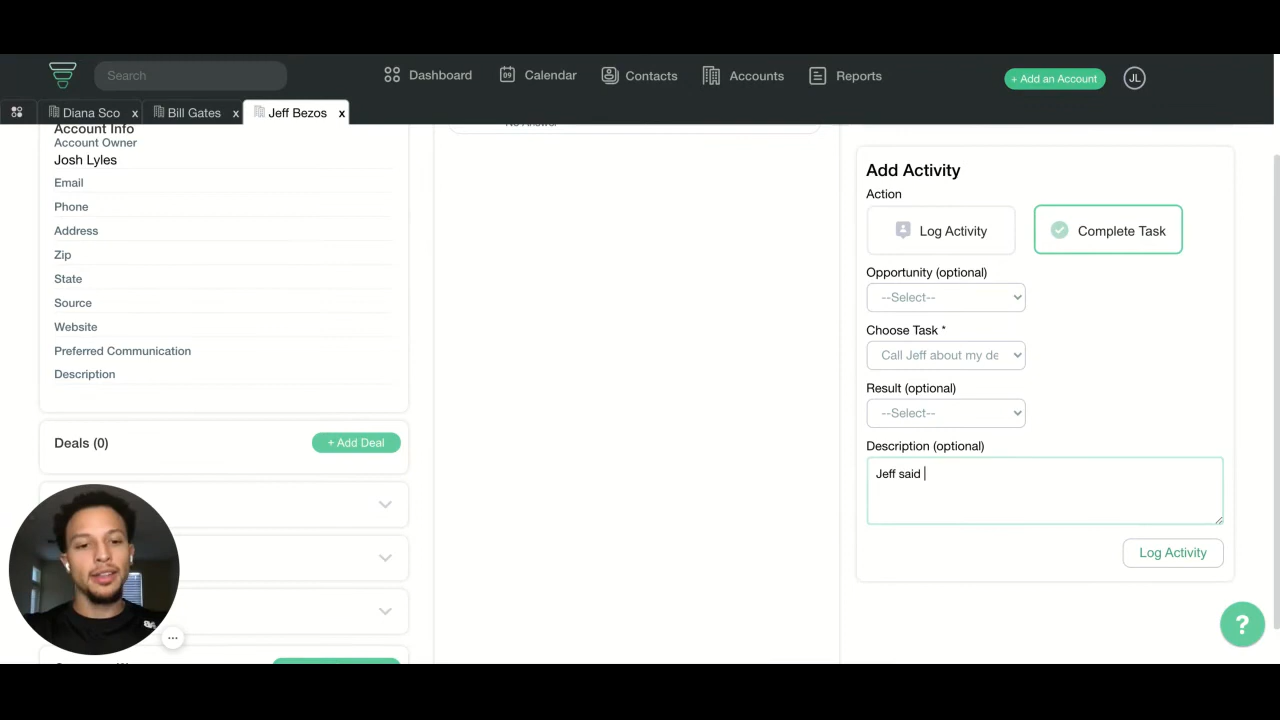 Search
Dashboard
09
Calendar
Contacts
Accounts
Reports
+ Add an Account
JL
Diana Sco x
Bill Gates x
Jeff Bezos x
Account Info
Account Owner
Josh Lyles
Email
Phone
Address
Zip
State
Source
Website
Preferred Communication
Description
Deals (0)
+ Add Deal
No Answer
Add Activity
Action
Log Activity
Complete Task
Opportunity (optional)
--Select--
Choose Task *
Call Jeff about my de
Result (optional)
--Select--
Description (optional)
Jeff said
Log Activity
?
...